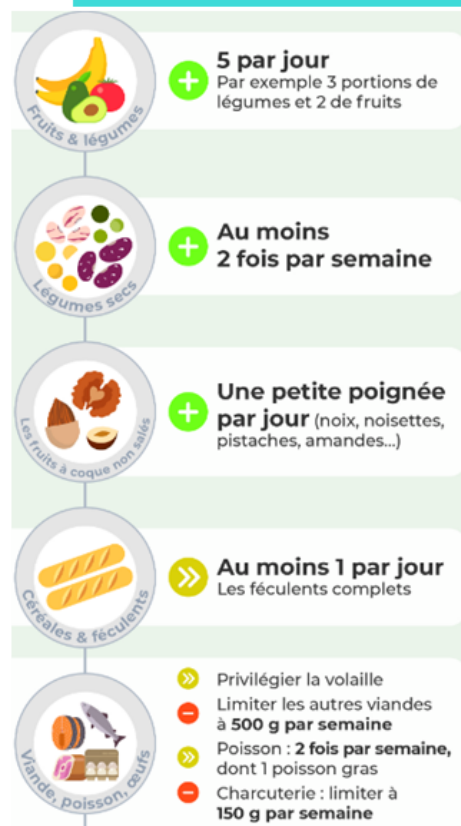 5 par jour
Par exemple 3 portions de
légumes et 2 de fruits
Fruits & légumes
Au moins
2 fois par semaine
Légumes secs
Une petite poignée
par jour (noix, noisettes,
pistaches, amandes...)
Les fruits à coque non salés
Au moins 1 par jour
Les féculents complets
Céréales & féculents
Privilégier la volaille
Limiter les autres viandes
à 500 g par semaine
Poisson : 2 fois par semaine,
dont 1 poisson gras
Charcuterie : limiter à
150 g par semaine
Viande, poisson, œufs